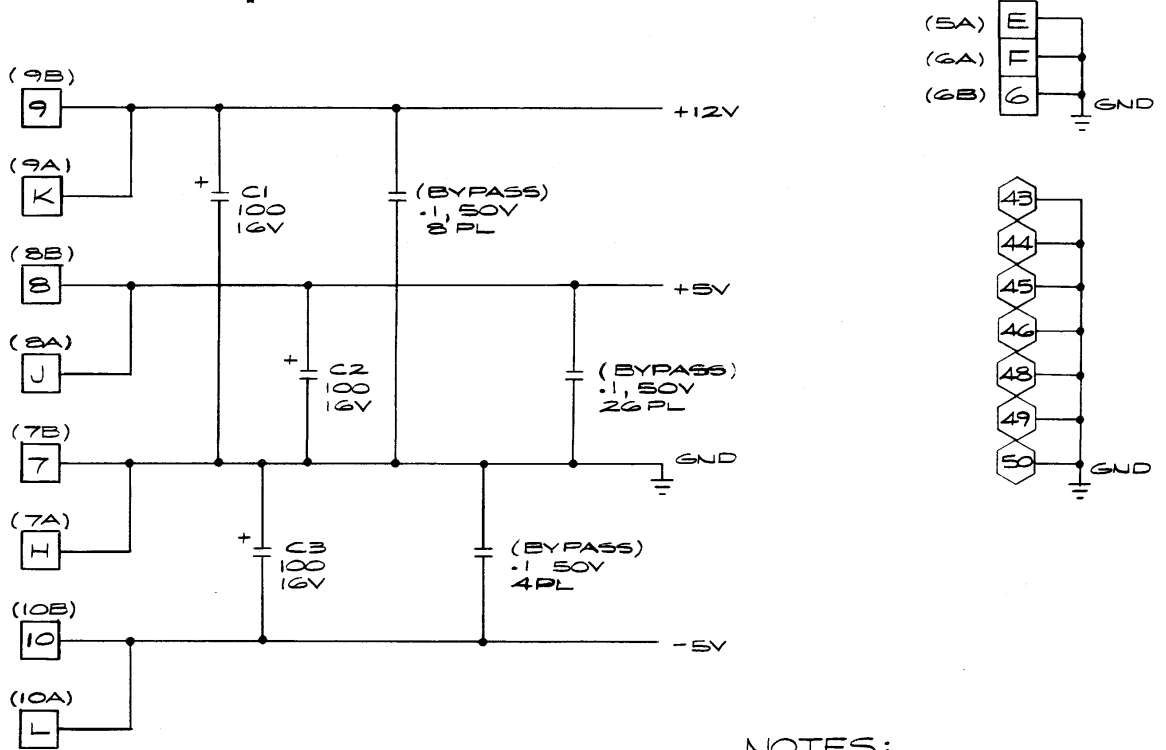 (5A) E
(6A) F
(6B) 6 GND
(9B)
9
+12V
(9A)
K
+ C1
100
16V
(BYPASS)
.1, 50V
8 PL
(8B)
8
+5V
(8A)
J
+ C2
100
16V
(BYPASS)
.1, 50V
26 PL
(7B)
7
GND
(7A)
H
+ C3
100
16V
(BYPASS)
.1 50V
4PL
(10B)
10
-5V
(10A)
L
43
44
45
46
48
49
50 GND
NOTES: